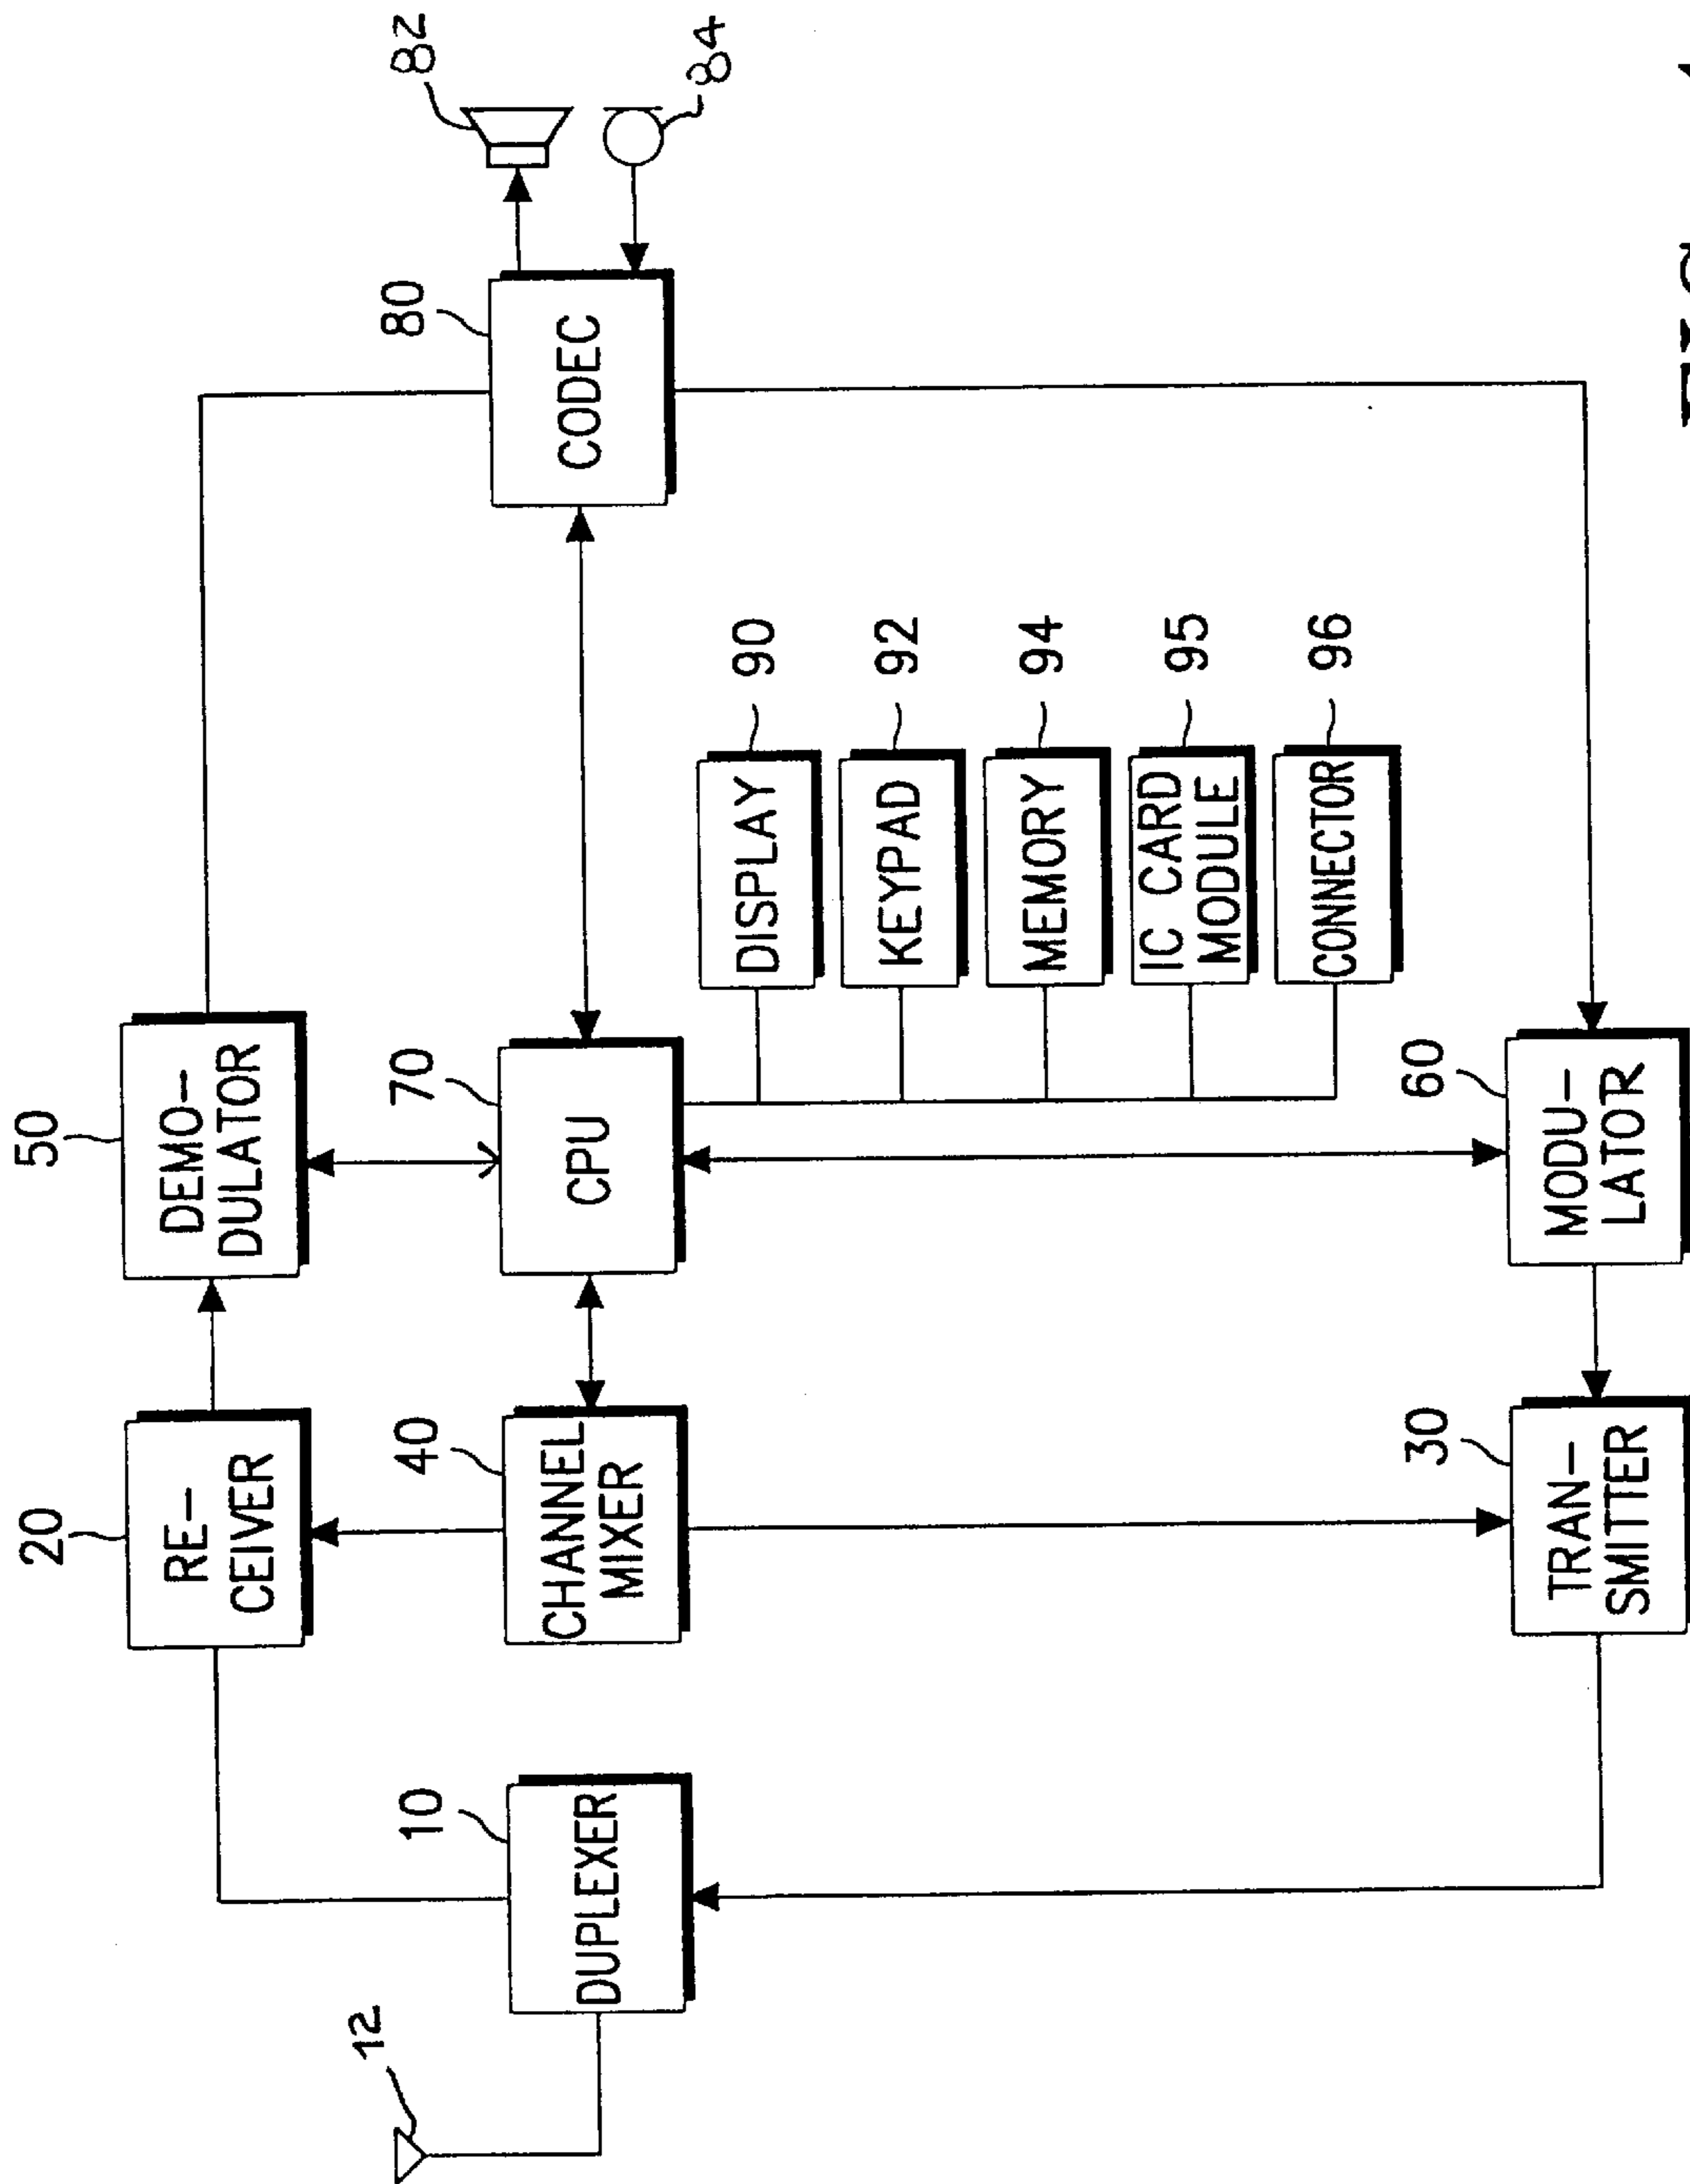 50
20
DEMO-
DULATOR
RE-
CEIVER
12
10
40
70
80
82
84
DUPLEXER
CHANNEL
MIXER
CPU
CODEC
DISPLAY
90
KEYPAD
92
MEMORY
94
IC CARD
MODULE
95
CONNECTOR
96
30
60
TRAN-
SMITTER
MODU-
LATOR